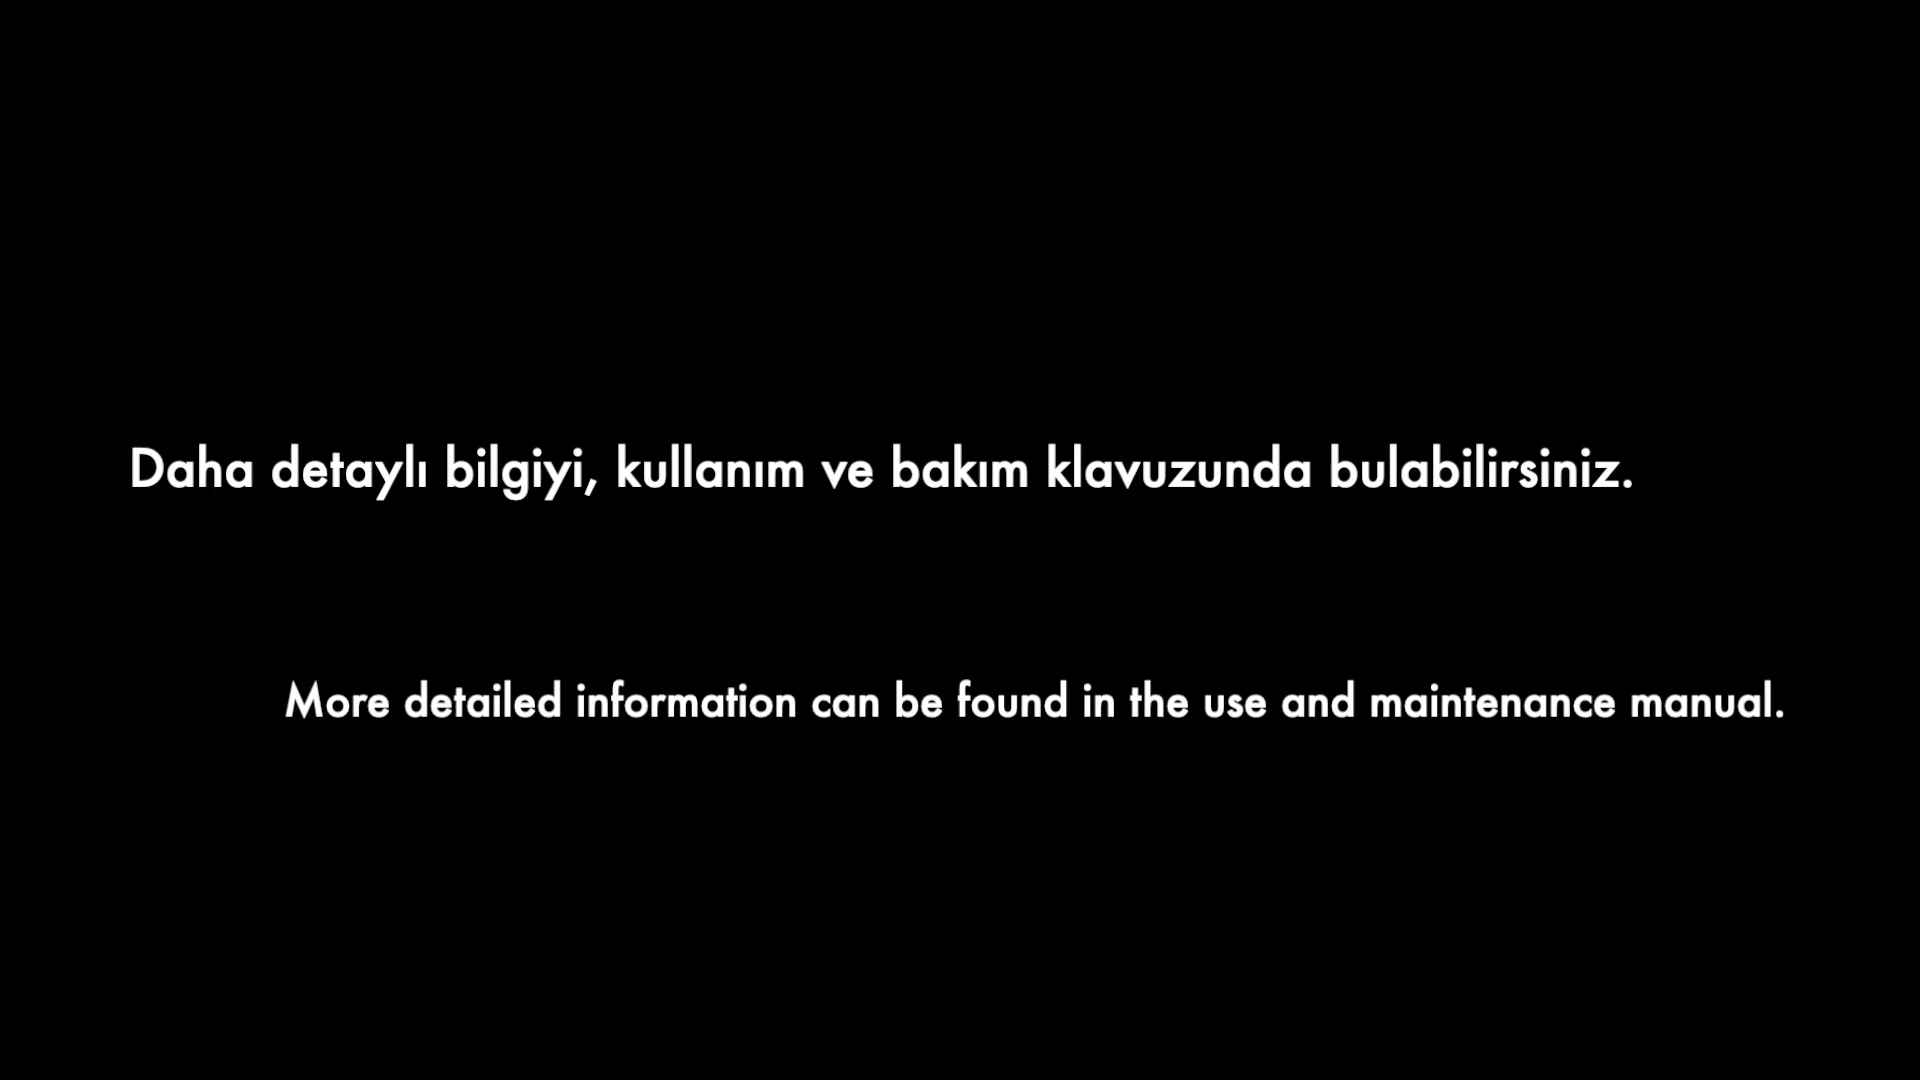 Daha detaylı bilgiyi, kullanım ve bakım klavuzunda bulabilirsiniz.
More detailed information can be found in the use and maintenance manual.